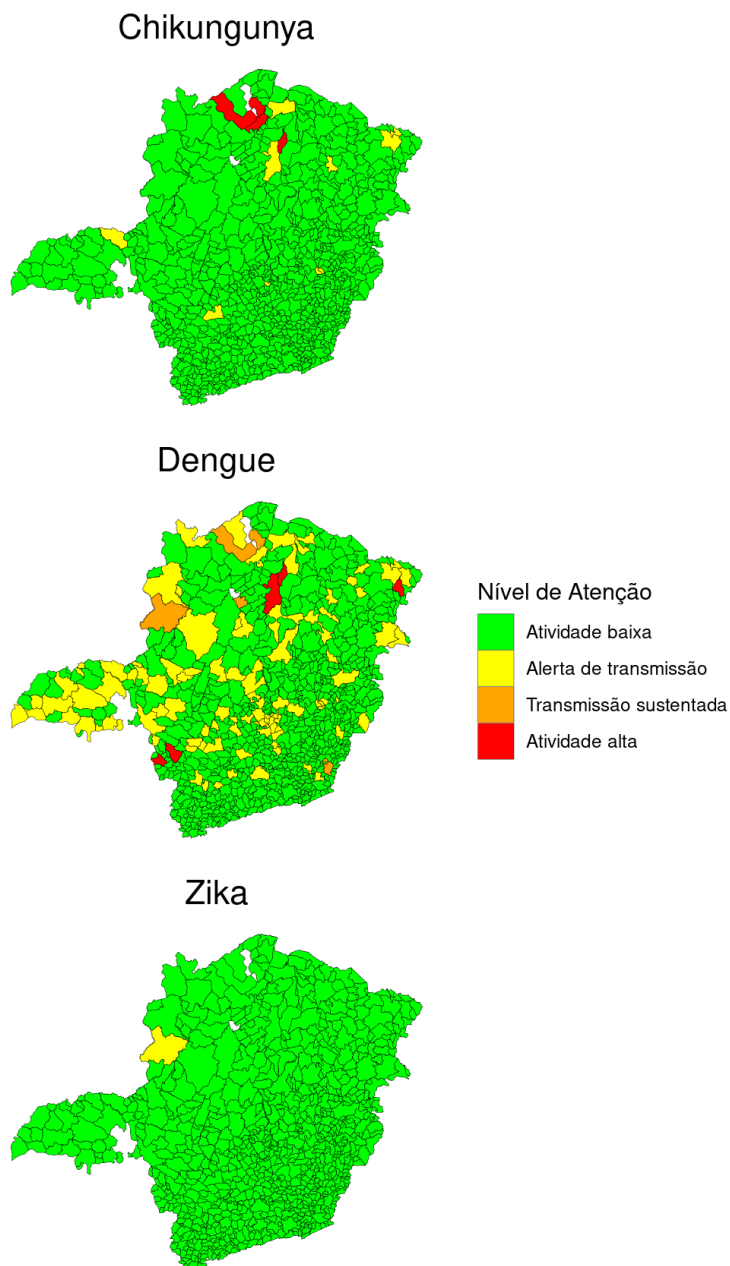 Chikungunya
Dengue
Nível de Atenção
Atividade baixa
Alerta de transmissão
Transmissão sustentada
Atividade alta
Zika